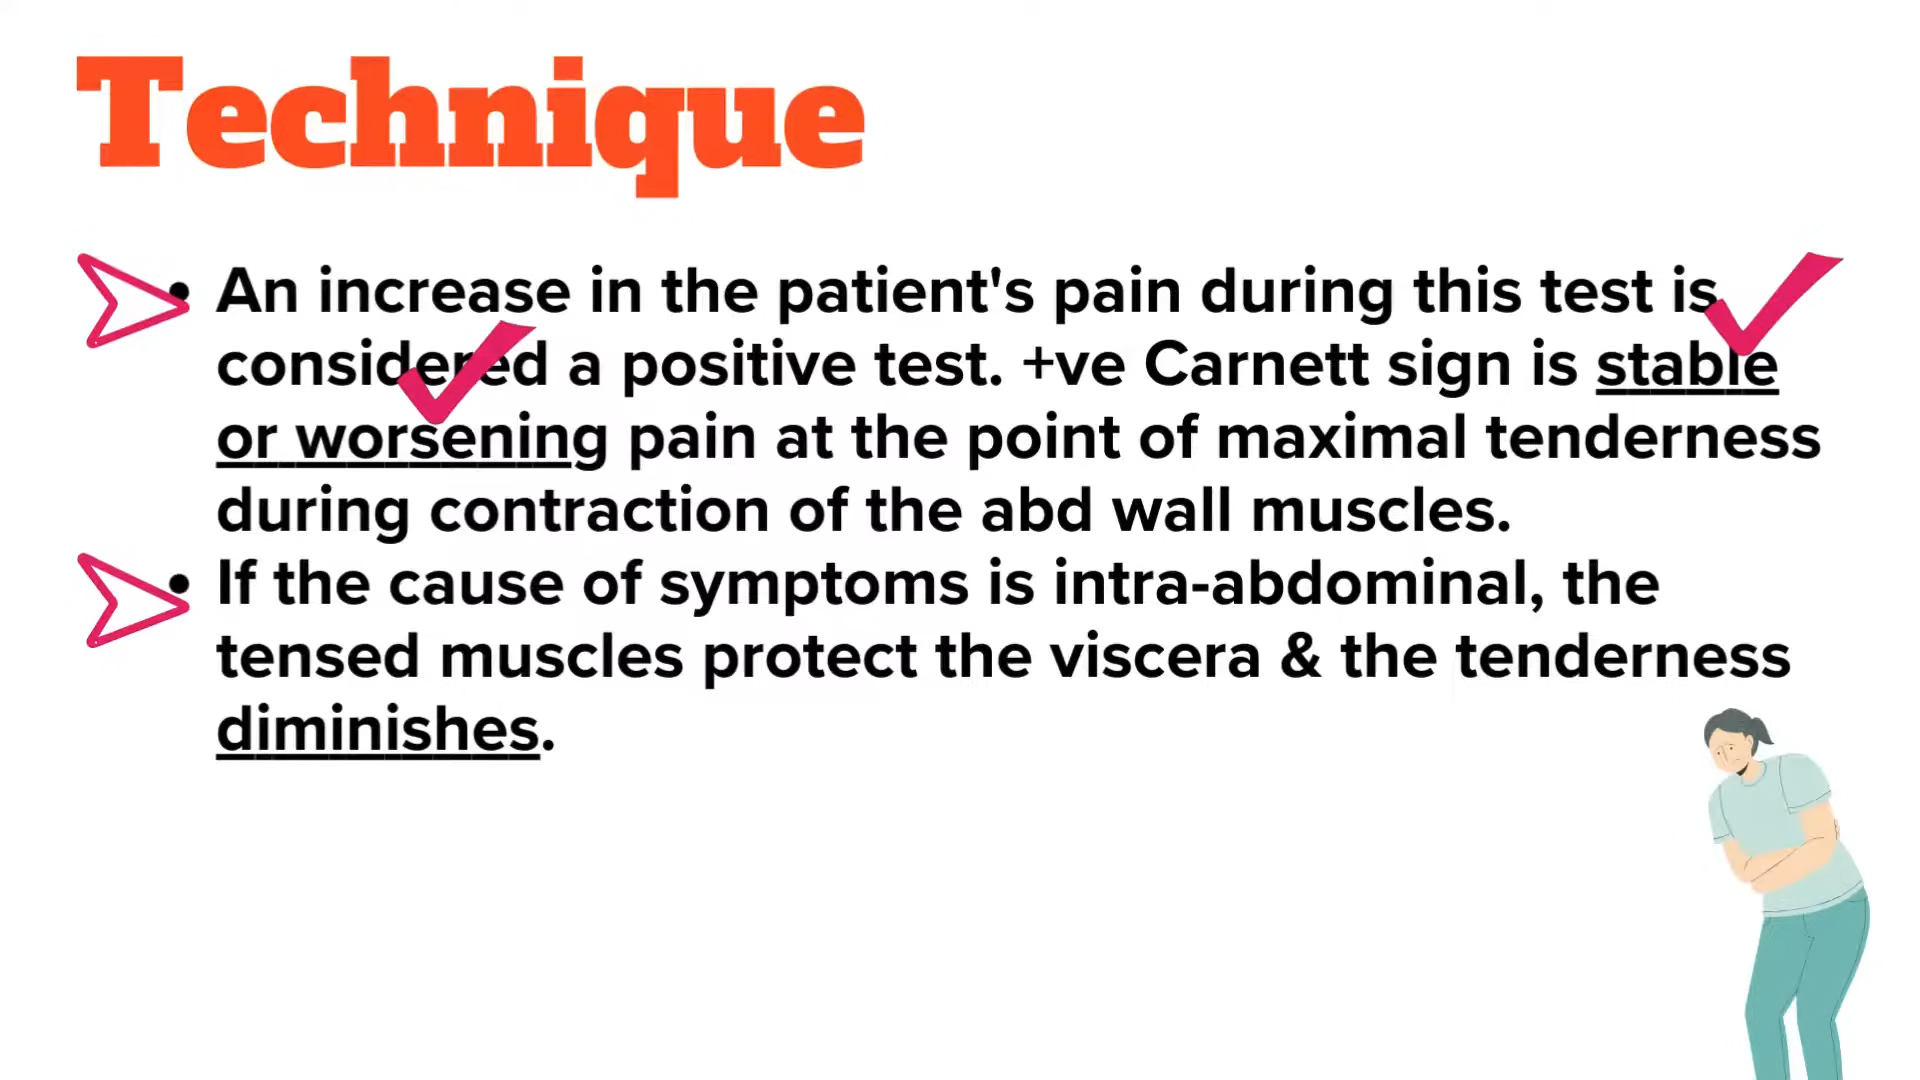 Technique
• An increase in the patient's pain during this test is
considered a positive test. +ve Carnett sign is stable
or worsening pain at the point of maximal tenderness
during contraction of the abd wall muscles.
• If the cause of symptoms is intra-abdominal, the
tensed muscles protect the viscera & the tenderness
diminishes.